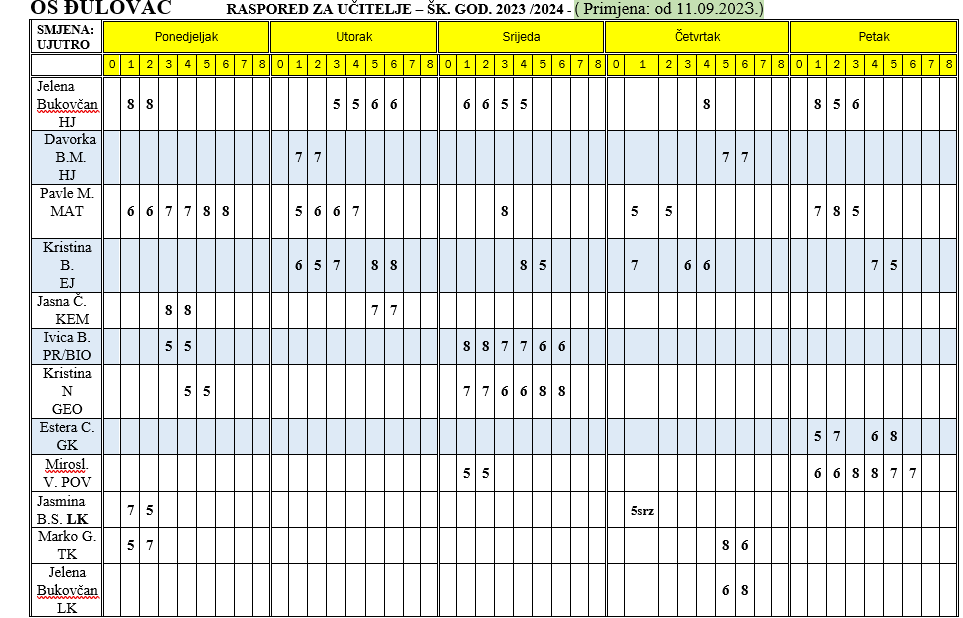 OŠ ĐULOVAC RASPORED ZA UČITELJE – ŠK. GOD. 2023 /2024 - ( Primjena: od 11.09.2023.)
SMJENA: UJUTRO Ponedjeljak Utorak Srijeda Četvrtak Petak
0 1 2 3 4 5 6 7 8 0 1 2 3 4 5 6 7 8 0 1 2 3 4 5 6 7 8 0 1 2 3 4 5 6 7 8 0 1 2 3 4 5 6 7 8
Jelena Bukovčan HJ 8 8 5 5 6 6 6 6 5 5 8 8 5 6
Davorka B.M. HJ 7 7 7 7
Pavle M. MAT 6 6 7 7 8 8 5 6 6 7 8 5 5 7 8 5
Kristina B. EJ 6 5 7 8 8 8 5 7 6 6 7 5
Jasna Č. KEM 8 8 7 7
Ivica B. PR/BIO 5 5 8 8 7 7 6 6
Kristina N GEO 5 5 7 7 6 6 8 8
Estera C. GK 5 7 6 8
Mirosl. V. POV 5 5 6 6 8 8 7 7
Jasmina B.S. LK 7 5 5srz
Marko G. TK 5 7 8 6
Jelena Bukovčan LK 6 8